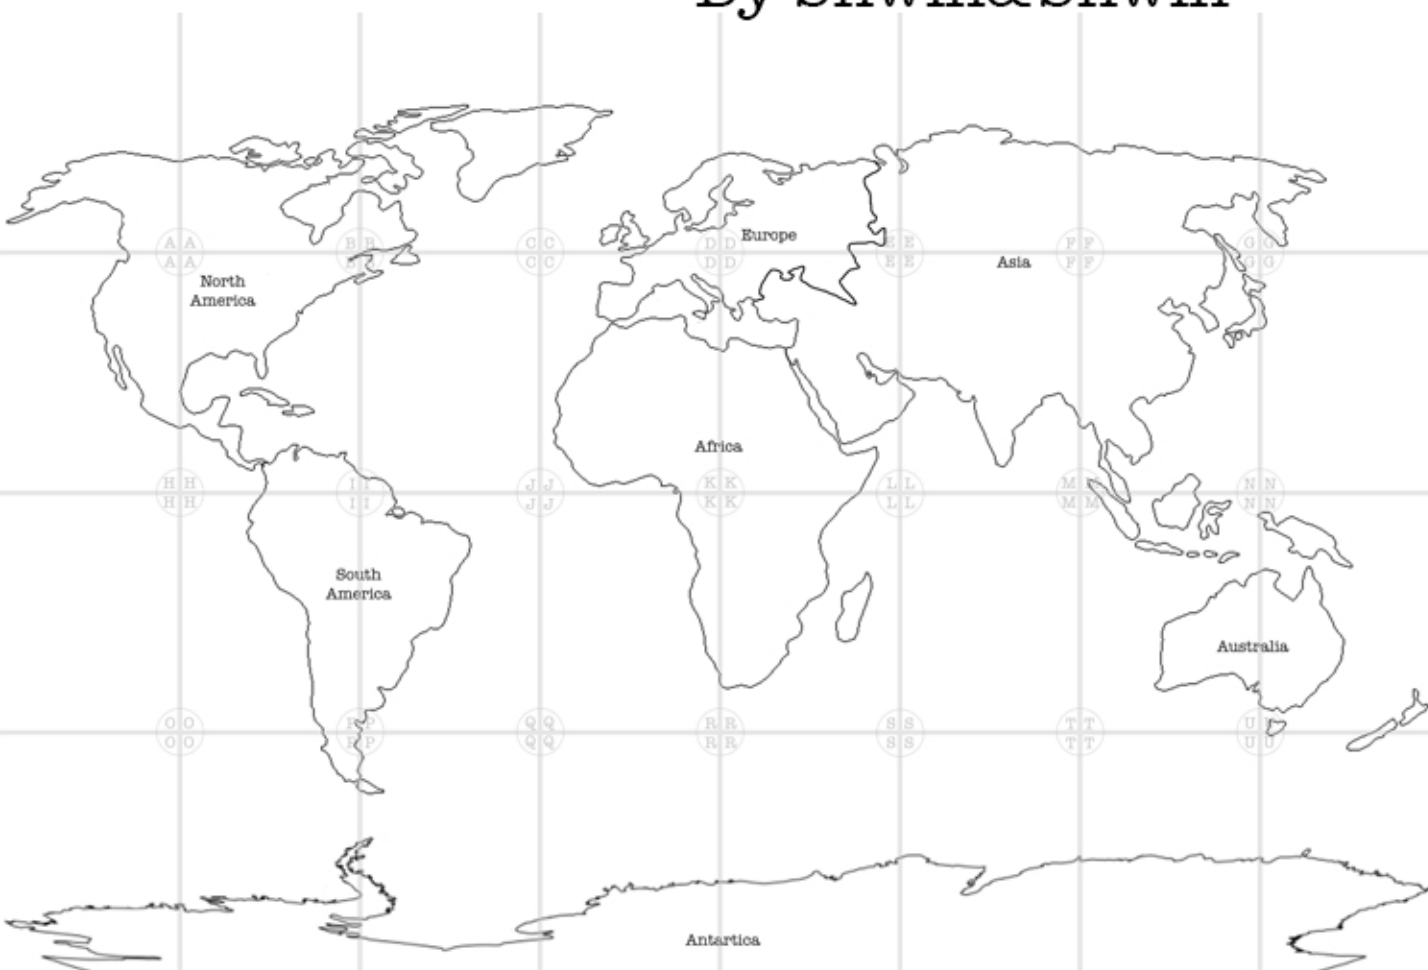 Europe
Asia
North
America
Africa
South
America
Australia
Antartica
A A
A A
B B
B B
C C
C C
D D
D D
E E
E E
F F
F F
G G
G G
H H
H H
I I
I I
J J
J J
K K
K K
L L
L L
M M
M M
N N
N N
O O
O O
P P
P P
Q Q
Q Q
R R
R R
S S
S S
T T
T T
U U
U U